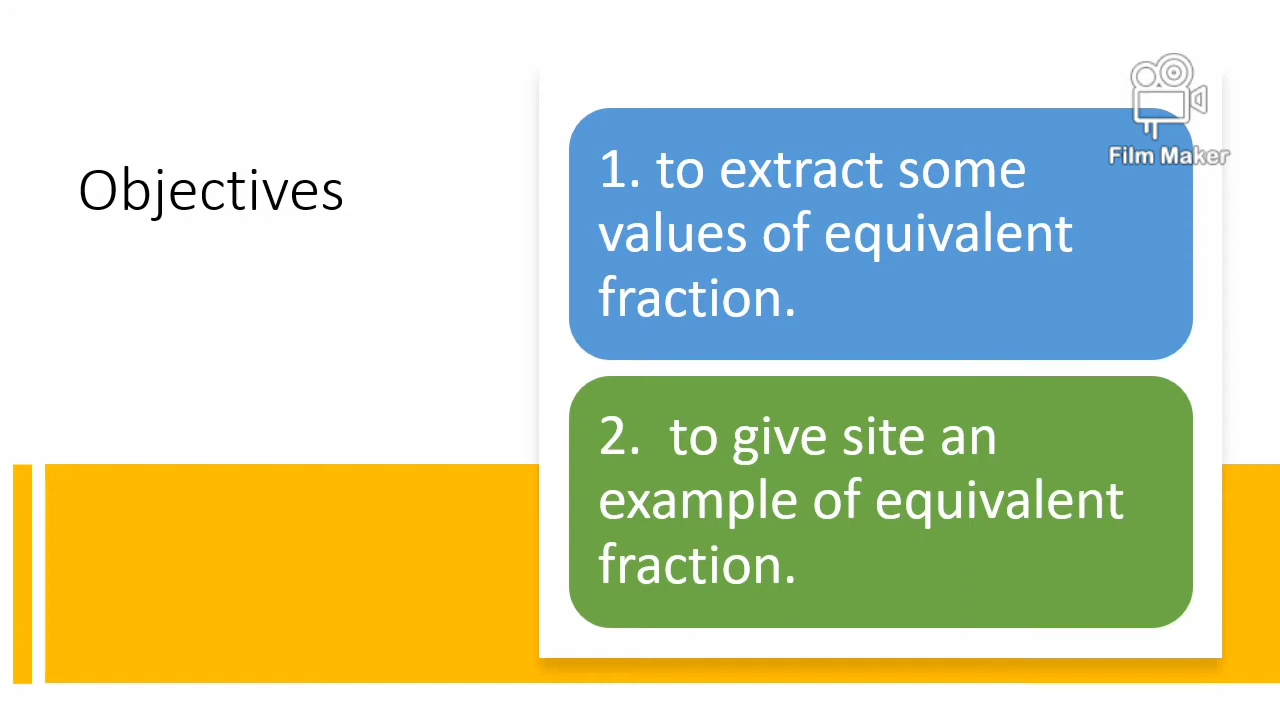 Objectives
Film Maker
1. to extract some
values of equivalent
fraction.
2. to give site an
example of equivalent
fraction.